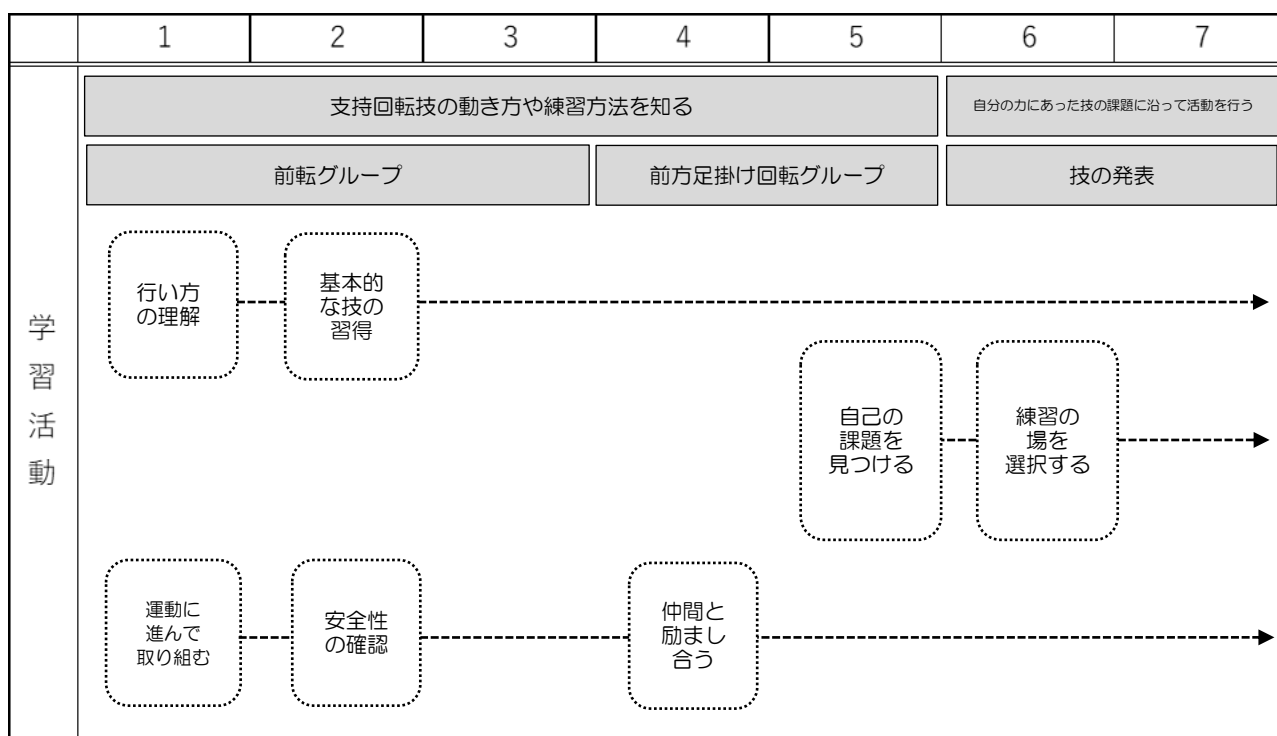 1 2 3 4 5 6 7
支持回転技の動き方や練習方法を知る
自分の力にあった技の課題に沿って活動を行う
前転グループ
前方足掛け回転グループ
技の発表
学
習
活
動
行い方
の理解
基本的
な技の
習得
自己の
課題を
見つける
練習の
場を
選択する
運動に
進んで
取り組む
安全性
の確認
仲間と
励まし
合う